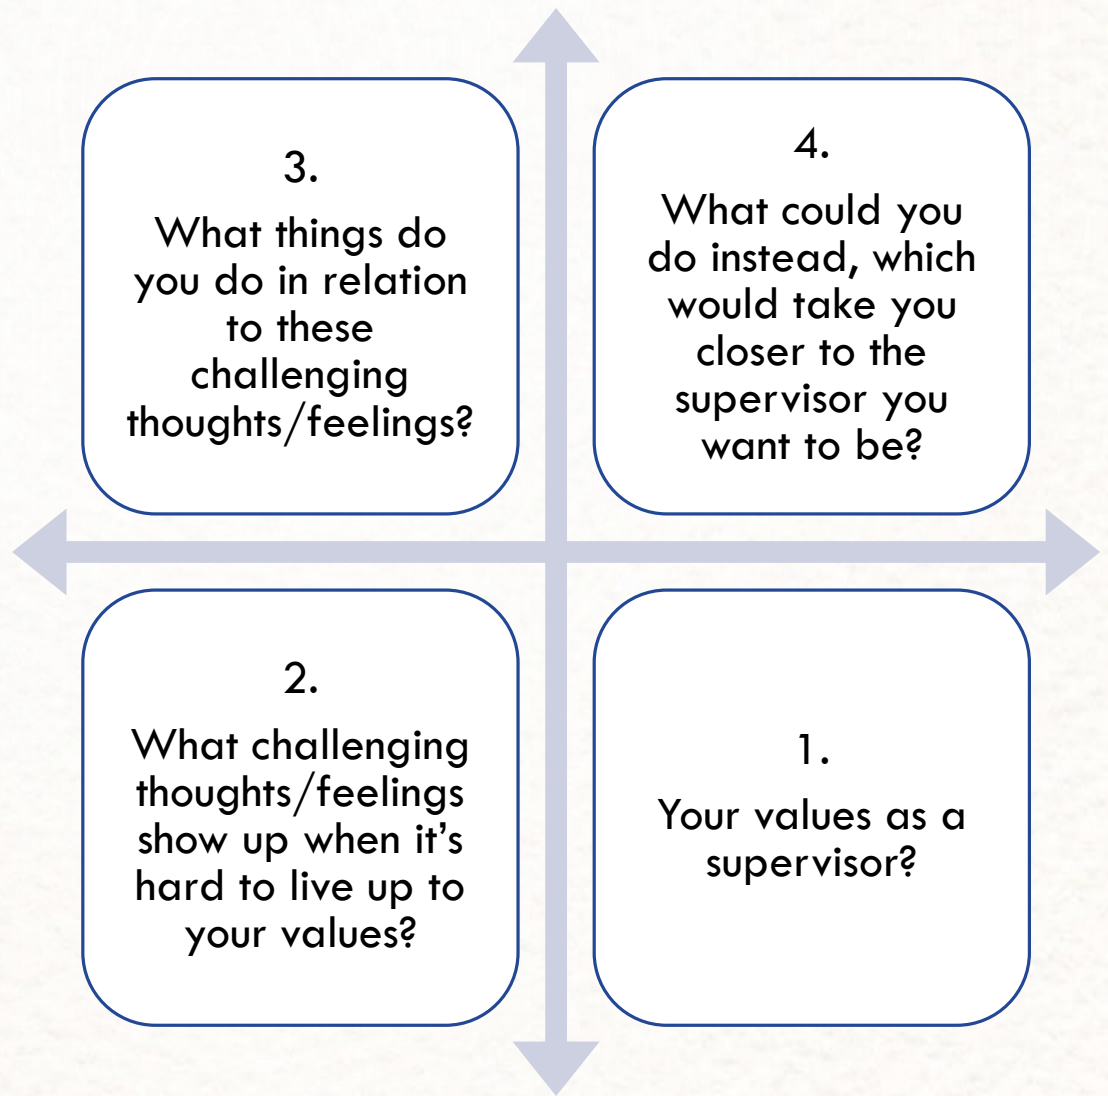 3.
What things do
you do in relation
to these
challenging
thoughts/feelings?
4.
What could you
do instead, which
would take you
closer to the
supervisor you
want to be?
2.
What challenging
thoughts/feelings
show up when it’s
hard to live up to
your values?
1.
Your values as a
supervisor?